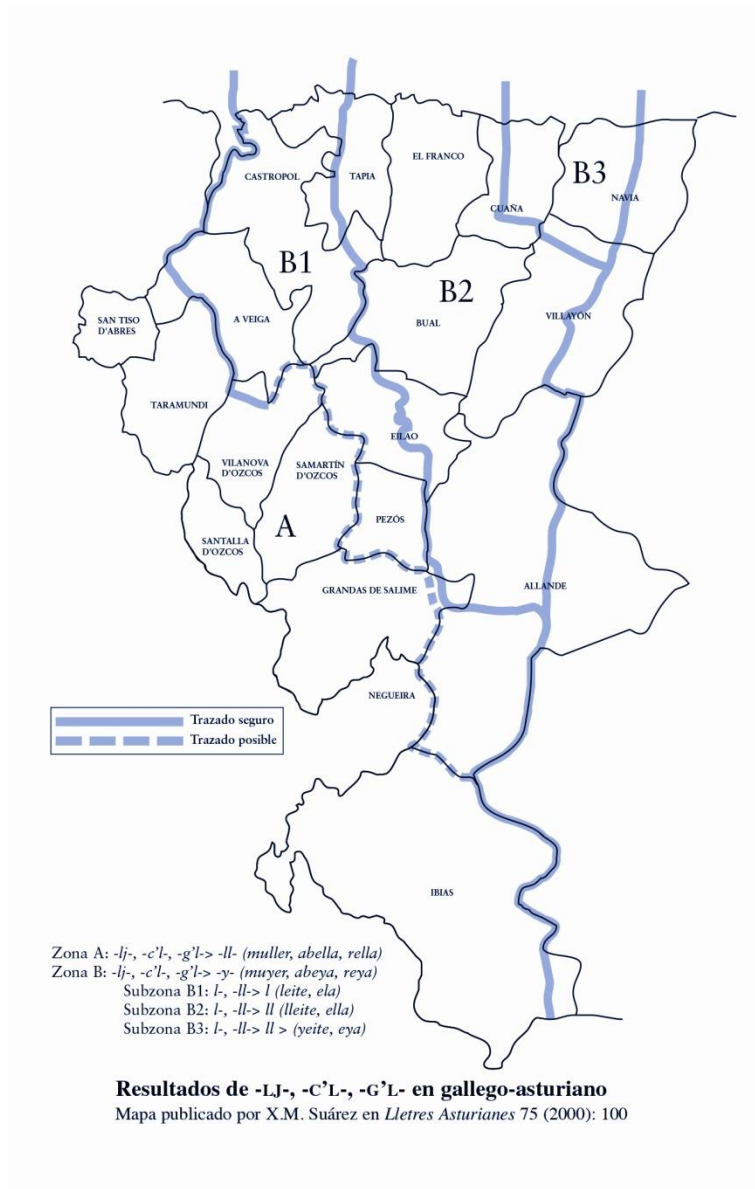 CASTROPOL
TAPIA
EL FRANCO
CUAÑA
B3
NAVIA
B1
B2
SAN TISO
D'ABRES
A VEIGA
BUAL
VILLAYÓN
TARAMUNDI
EILAO
VILANOVA
D'OZCOS
SAMARTÍN
D'OZCOS
A
PEZÓS
SANTALLA
D'OZCOS
GRANDAS DE SALIME
ALLANDE
NEGUEIRA
Trazado seguro
Trazado posible
IBIAS
Zona A: -lj-, -c'l-, -g'l-> -ll- (muller, abella, rella)
Zona B: -lj-, -c'l-, -g'l-> -y- (muyer, abeya, reya)
Subzona B1: l-, -ll-> l (leite, ela)
Subzona B2: l-, -ll-> ll (lleite, ella)
Subzona B3: l-, -ll-> ll > (yeite, eya)
Resultados de -LJ-, -C'L-, -G'L- en gallego-asturiano
Mapa publicado por X.M. Suárez en Lletres Asturianes 75 (2000): 100